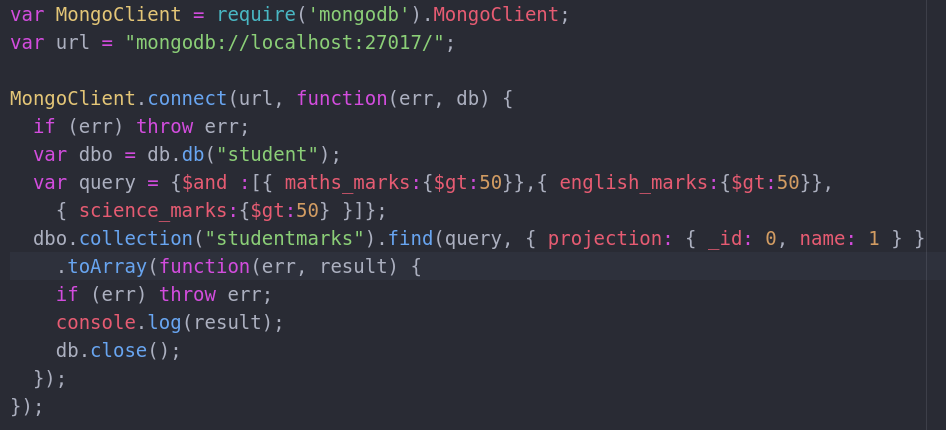 var MongoClient = require('mongodb').MongoClient;
var url = "mongodb://localhost:27017/";

MongoClient.connect(url, function(err, db) {
  if (err) throw err;
  var dbo = db.db("student");
  var query = {$and :[{ maths_marks:{$gt:50}},{ english_marks:{$gt:50}},
    { science_marks:{$gt:50} }]};
  dbo.collection("studentmarks").find(query, { projection: { _id: 0, name: 1 } }
    .toArray(function(err, result) {
    if (err) throw err;
    console.log(result);
    db.close();
  });
});